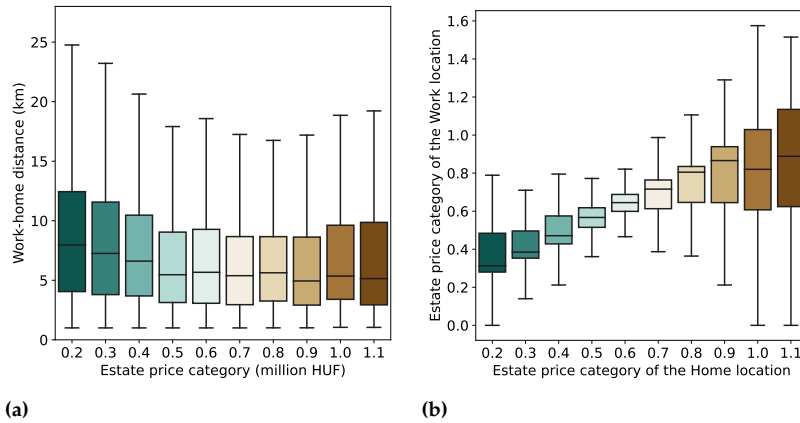 25
20
15
10
5
0
Work-home distance (km)
0.2 0.3 0.4 0.5 0.6 0.7 0.8 0.9 1.0 1.1
Estate price category (million HUF)
(a)
1.6
1.4
1.2
1.0
0.8
0.6
0.4
0.2
0.0
Estate price category of the Work location
0.2 0.3 0.4 0.5 0.6 0.7 0.8 0.9 1.0 1.1
Estate price category of the Home location
(b)